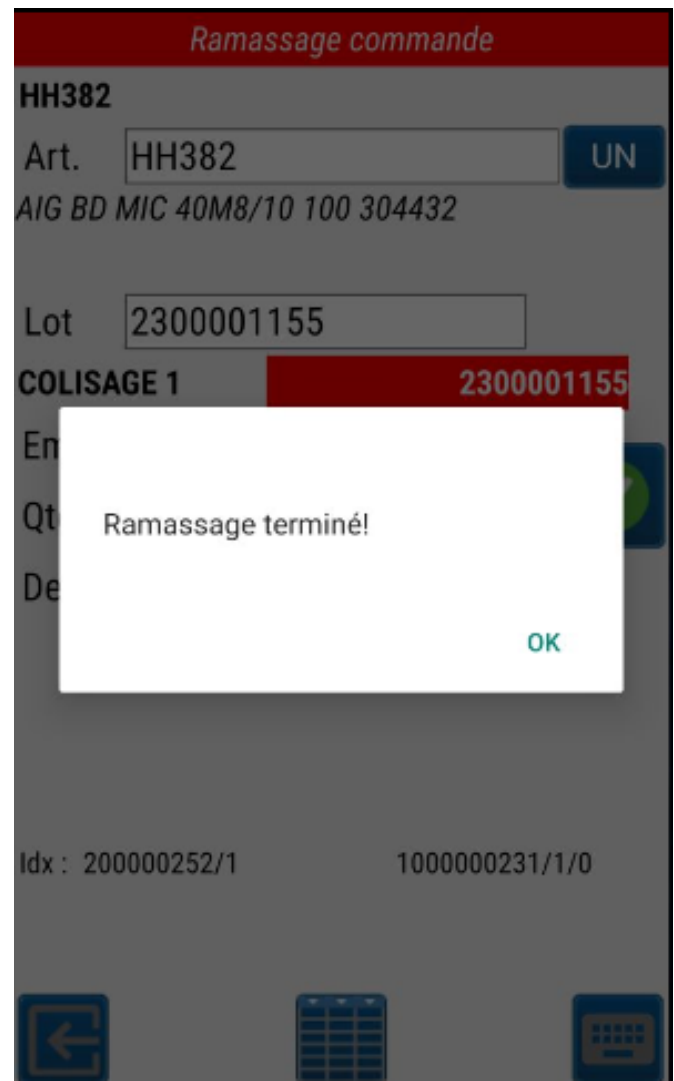 Ramassage commande
HH382
Art. HH382 UN
AIG BD MIC 40M8/10 100 304432
Lot 2300001155
COLISAGE 1 2300001155
Ramassage terminé!
OK
Idx : 200000252/1 1000000231/1/0